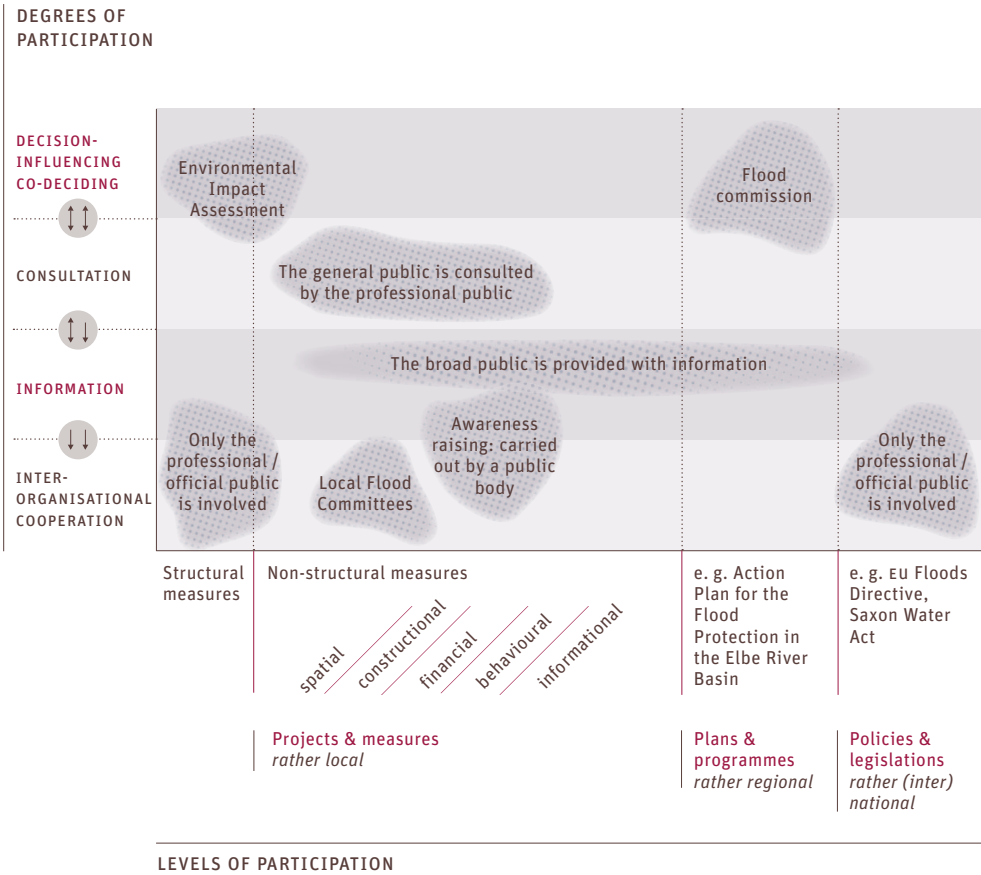 DEGREES OF
PARTICIPATION
DECISION-
INFLUENCING
CO-DECIDING
CONSULTATION
INFORMATION
INTER-
ORGANISATIONAL
COOPERATION
Environmental
Impact
Assessment
Flood
commission
The general public is consulted
by the professional public
The broad public is provided with information
Only the
professional /
official public
is involved
Local Flood
Committees
Awareness
raising: carried
out by a public
body
Only the
professional /
official public
is involved
Structural
measures
Non-structural measures
spatial
constructional
financial
behavioural
informational
e. g. Action
Plan for the
Flood
Protection in
the Elbe River
Basin
e. g. EU Floods
Directive,
Saxon Water
Act
Projects & measures
rather local
Plans &
programmes
rather regional
Policies &
legislations
rather (inter)
national
LEVELS OF PARTICIPATION